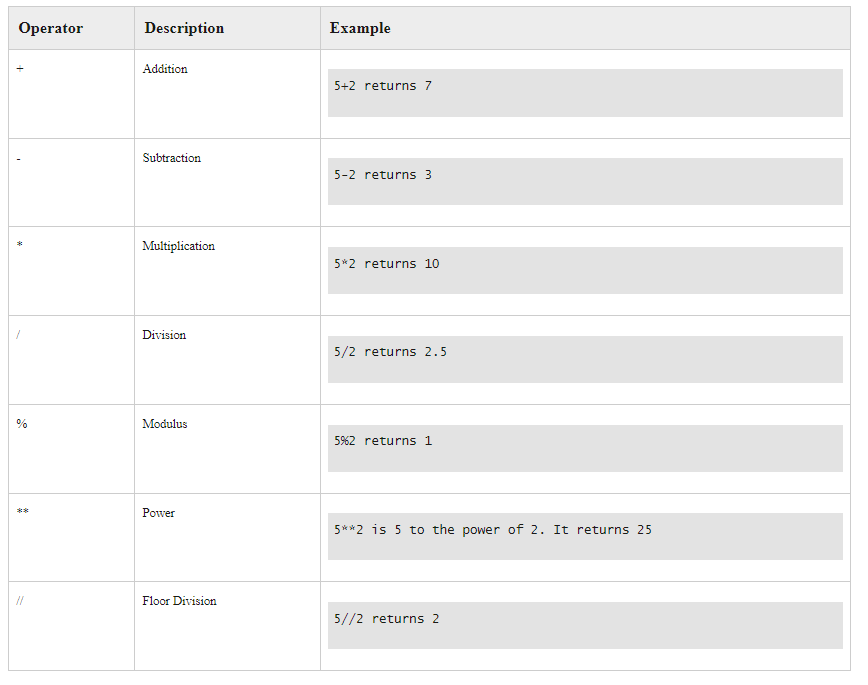 Operator Description Example
+ Addition 5+2 returns 7
- Subtraction 5-2 returns 3
* Multiplication 5*2 returns 10
/ Division 5/2 returns 2.5
% Modulus 5%2 returns 1
** Power 5**2 is 5 to the power of 2. It returns 25
// Floor Division 5//2 returns 2